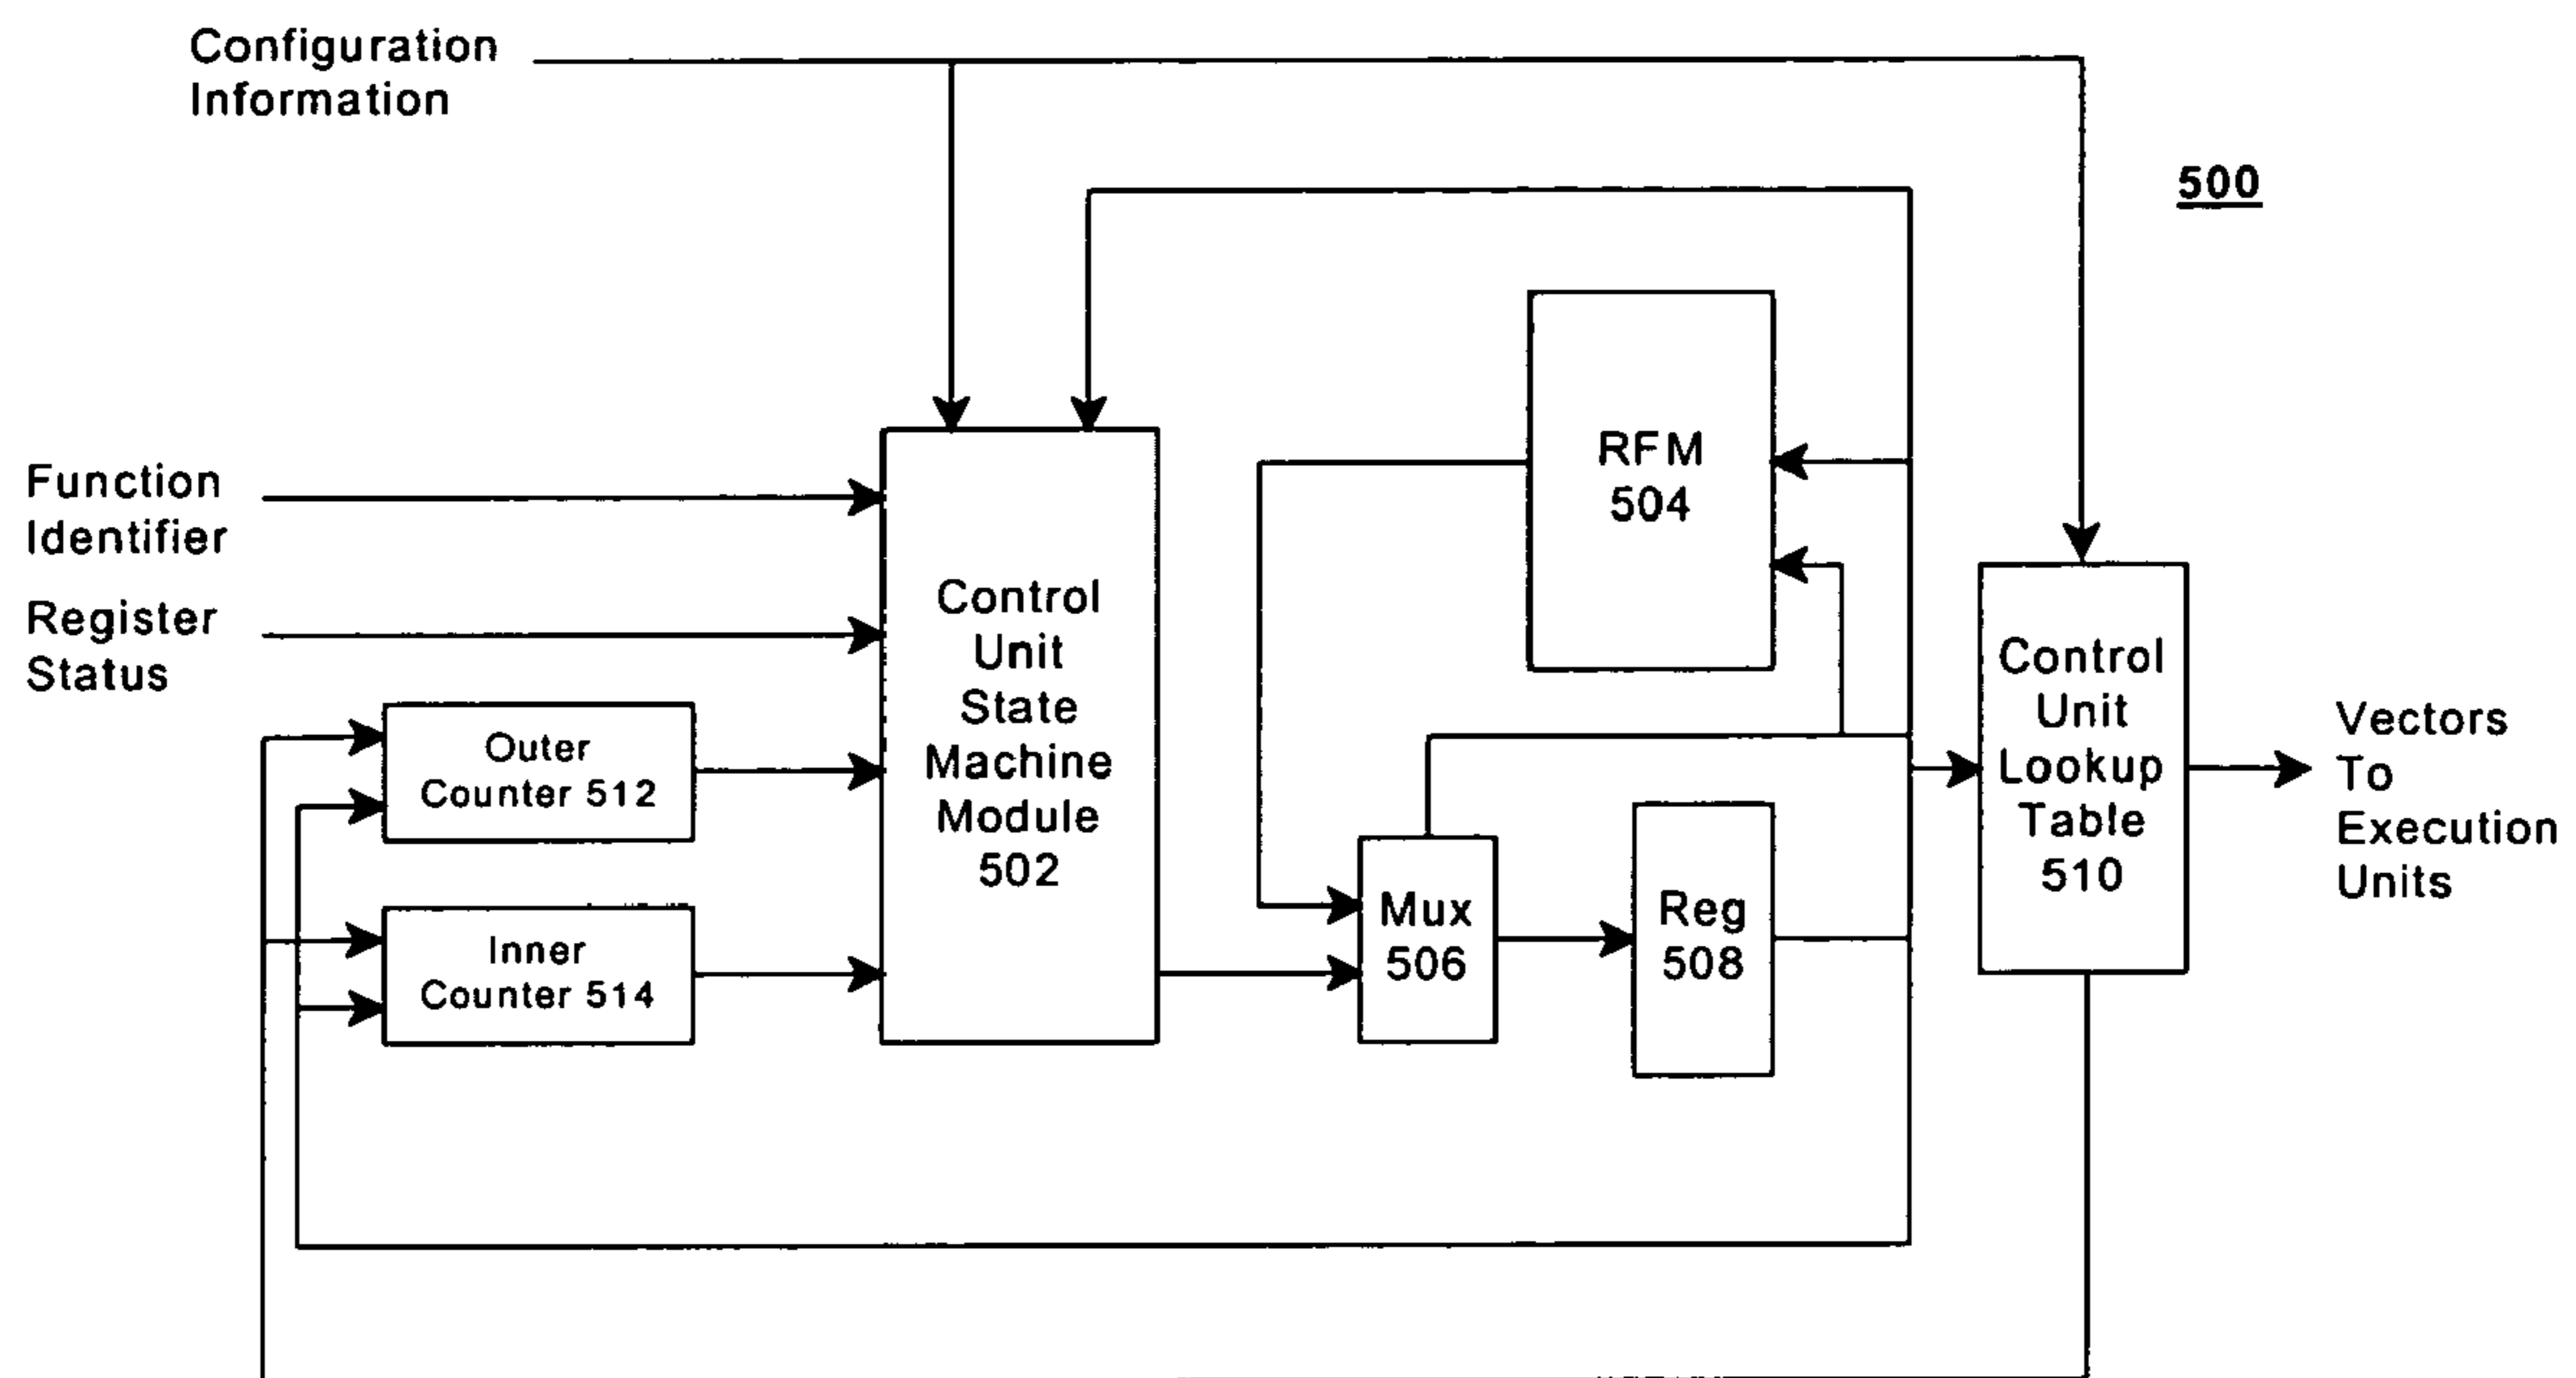 Configuration
Information
500
Function
Identifier
Register
Status
Outer
Counter 512
Inner
Counter 514
Control
Unit
State
Machine
Module
502
RFM
504
Mux
506
Reg
508
Control
Unit
Lookup
Table
510
Vectors
To
Execution
Units